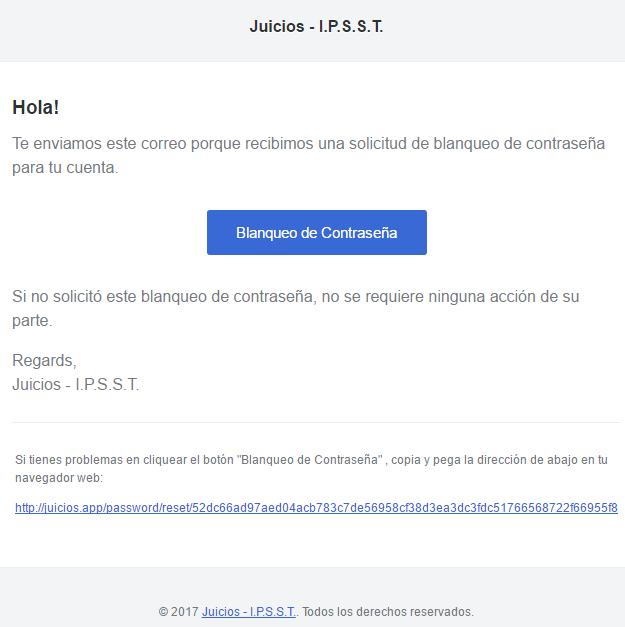 Juicios - I.P.S.S.T.
Hola!
Te enviamos este correo porque recibimos una solicitud de blanqueo de contraseña
para tu cuenta.
Blanqueo de Contraseña
Si no solicitó este blanqueo de contraseña, no se requiere ninguna acción de su
parte.
Regards,
Juicios - I.P.S.S.T.
Si tienes problemas en cliquear el botón "Blanqueo de Contraseña" , copia y pega la dirección de abajo en tu
navegador web:
http://juicios.app/password/reset/52dc66ad97aed04acb783c7de56958cf38d3ea3dc3fdc51766568722f66955f8
© 2017 Juicios - I.P.S.S.T.. Todos los derechos reservados.